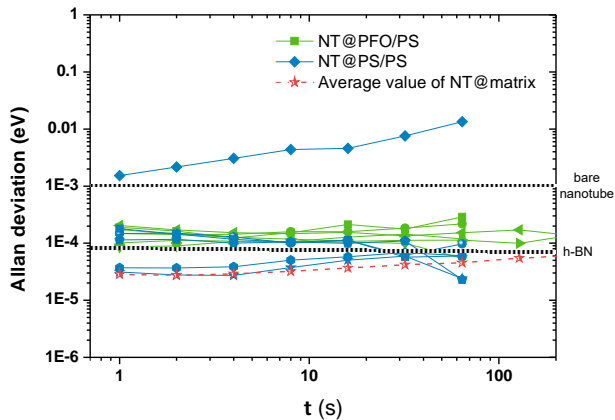 1
0.1
0.01
1E-3
1E-4
1E-5
1E-6
Allan deviation (eV)
NT@PFO/PS
NT@PS/PS
Average value of NT@matrix
bare
nanotube
h-BN
1
10
100
t (s)